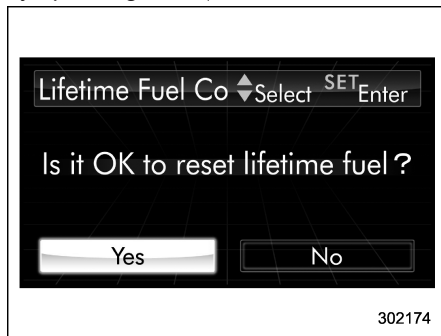 Lifetime Fuel Co Select SET Enter
Is it OK to reset lifetime fuel ?
Yes No
302174